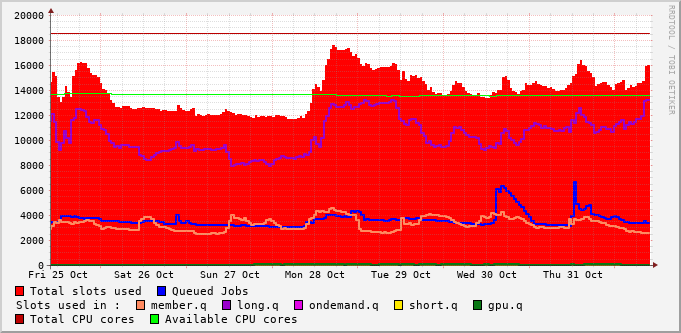 RRDTOOL / TOBI OETIKER
20000
18000
16000
14000
12000
10000
8000
6000
4000
2000
0
Fri 25 Oct Sat 26 Oct Sun 27 Oct Mon 28 Oct Tue 29 Oct Wed 30 Oct Thu 31 Oct
Total slots used Queued Jobs
Slots used in : member.q long.q ondemand.q short.q gpu.q
Total CPU cores Available CPU cores